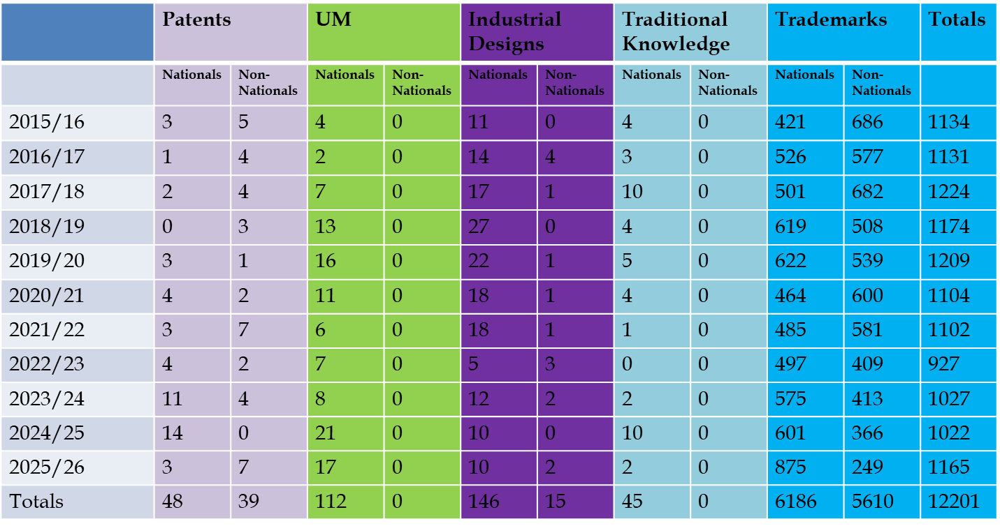 Patents UM Industrial Designs Traditional Knowledge Trademarks Totals
Nationals Non-Nationals Nationals Non-Nationals Nationals Non-Nationals Nationals Non-Nationals Nationals Non-Nationals
2015/16 3 5 4 0 11 0 4 0 421 686 1134
2016/17 1 4 2 0 14 4 3 0 526 577 1131
2017/18 2 4 7 0 17 1 10 0 501 682 1224
2018/19 0 3 13 0 27 0 4 0 619 508 1174
2019/20 3 1 16 0 22 1 5 0 622 539 1209
2020/21 4 2 11 0 18 1 4 0 464 600 1104
2021/22 3 7 6 0 18 1 1 0 485 581 1102
2022/23 4 2 7 0 5 3 0 0 497 409 927
2023/24 11 4 8 0 12 2 2 0 575 413 1027
2024/25 14 0 21 0 10 0 10 0 601 366 1022
2025/26 3 7 17 0 10 2 2 0 875 249 1165
Totals 48 39 112 0 146 15 45 0 6186 5610 12201